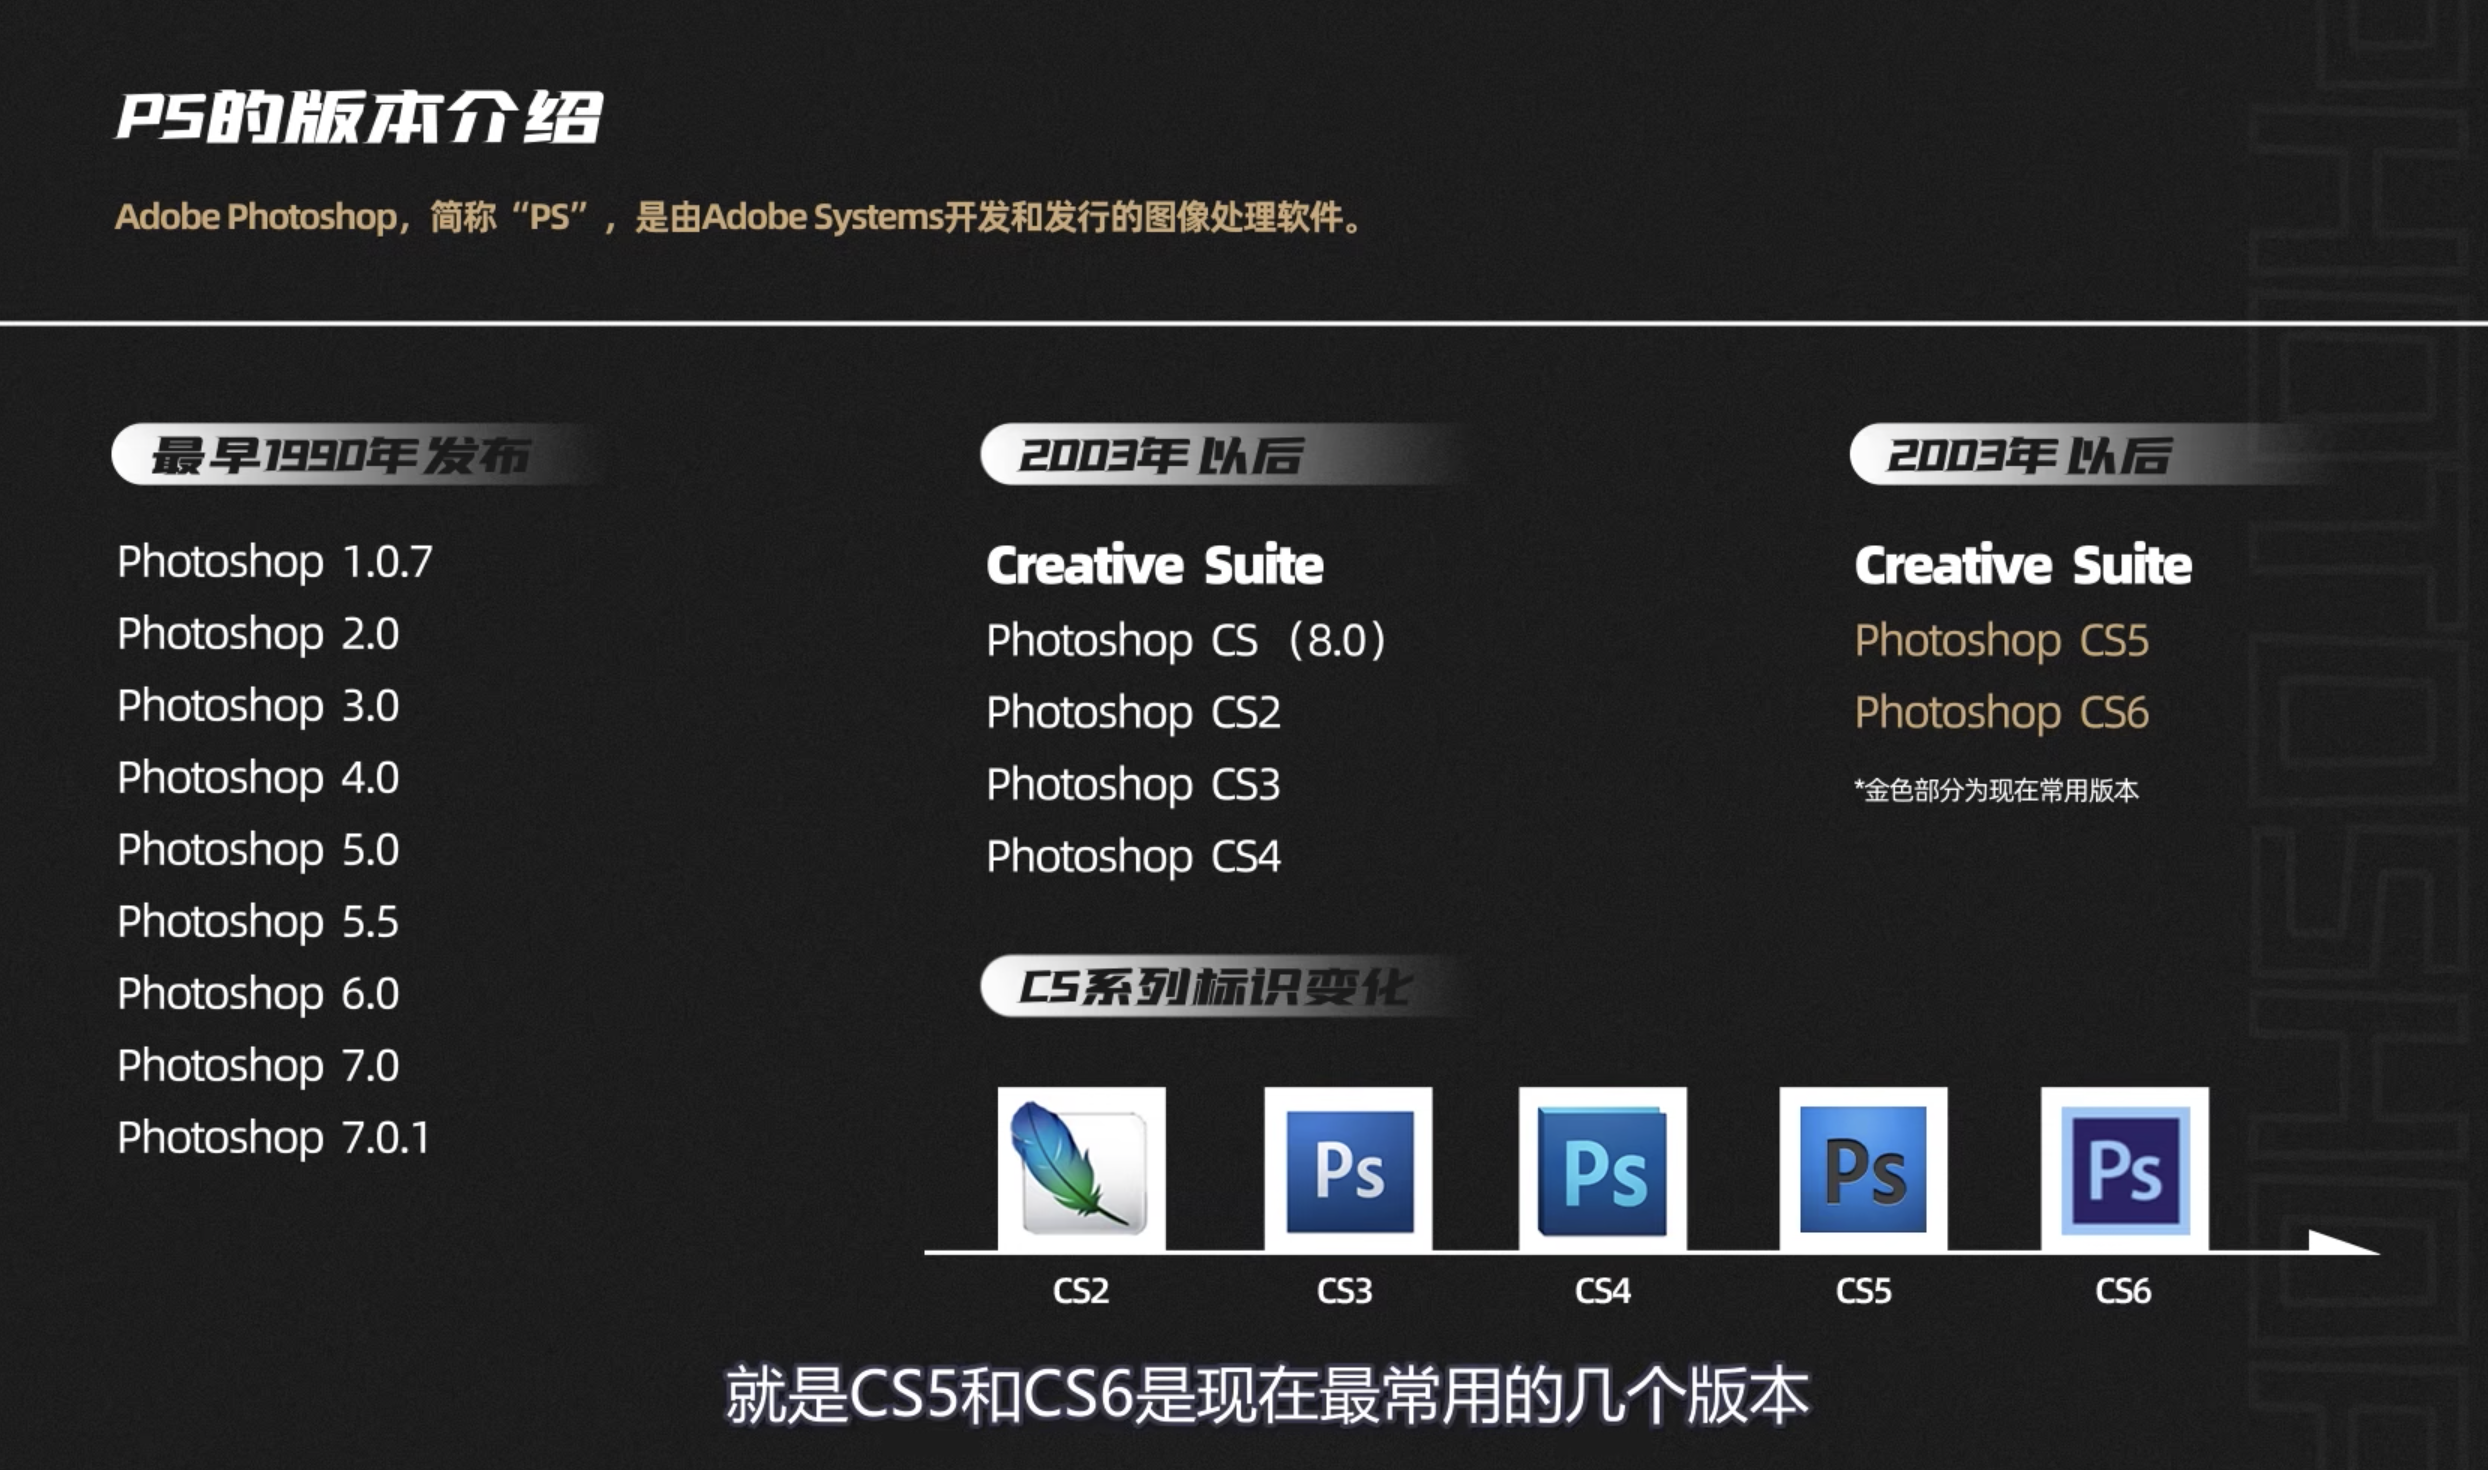 PS的版本介绍
Adobe Photoshop，简称“PS”，是由Adobe Systems开发和发行的图像处理软件。
最早1990年发布
Photoshop 1.0.7
Photoshop 2.0
Photoshop 3.0
Photoshop 4.0
Photoshop 5.0
Photoshop 5.5
Photoshop 6.0
Photoshop 7.0
Photoshop 7.0.1
2003年以后
Creative Suite
Photoshop CS（8.0）
Photoshop CS2
Photoshop CS3
Photoshop CS4
2003年以后
Creative Suite
Photoshop CS5
Photoshop CS6
*金色部分为现在常用版本
CS系列标识变化
Ps
Ps
Ps
Ps
CS2
CS3
CS4
CS5
CS6
就是CS5和CS6是现在最常用的几个版本